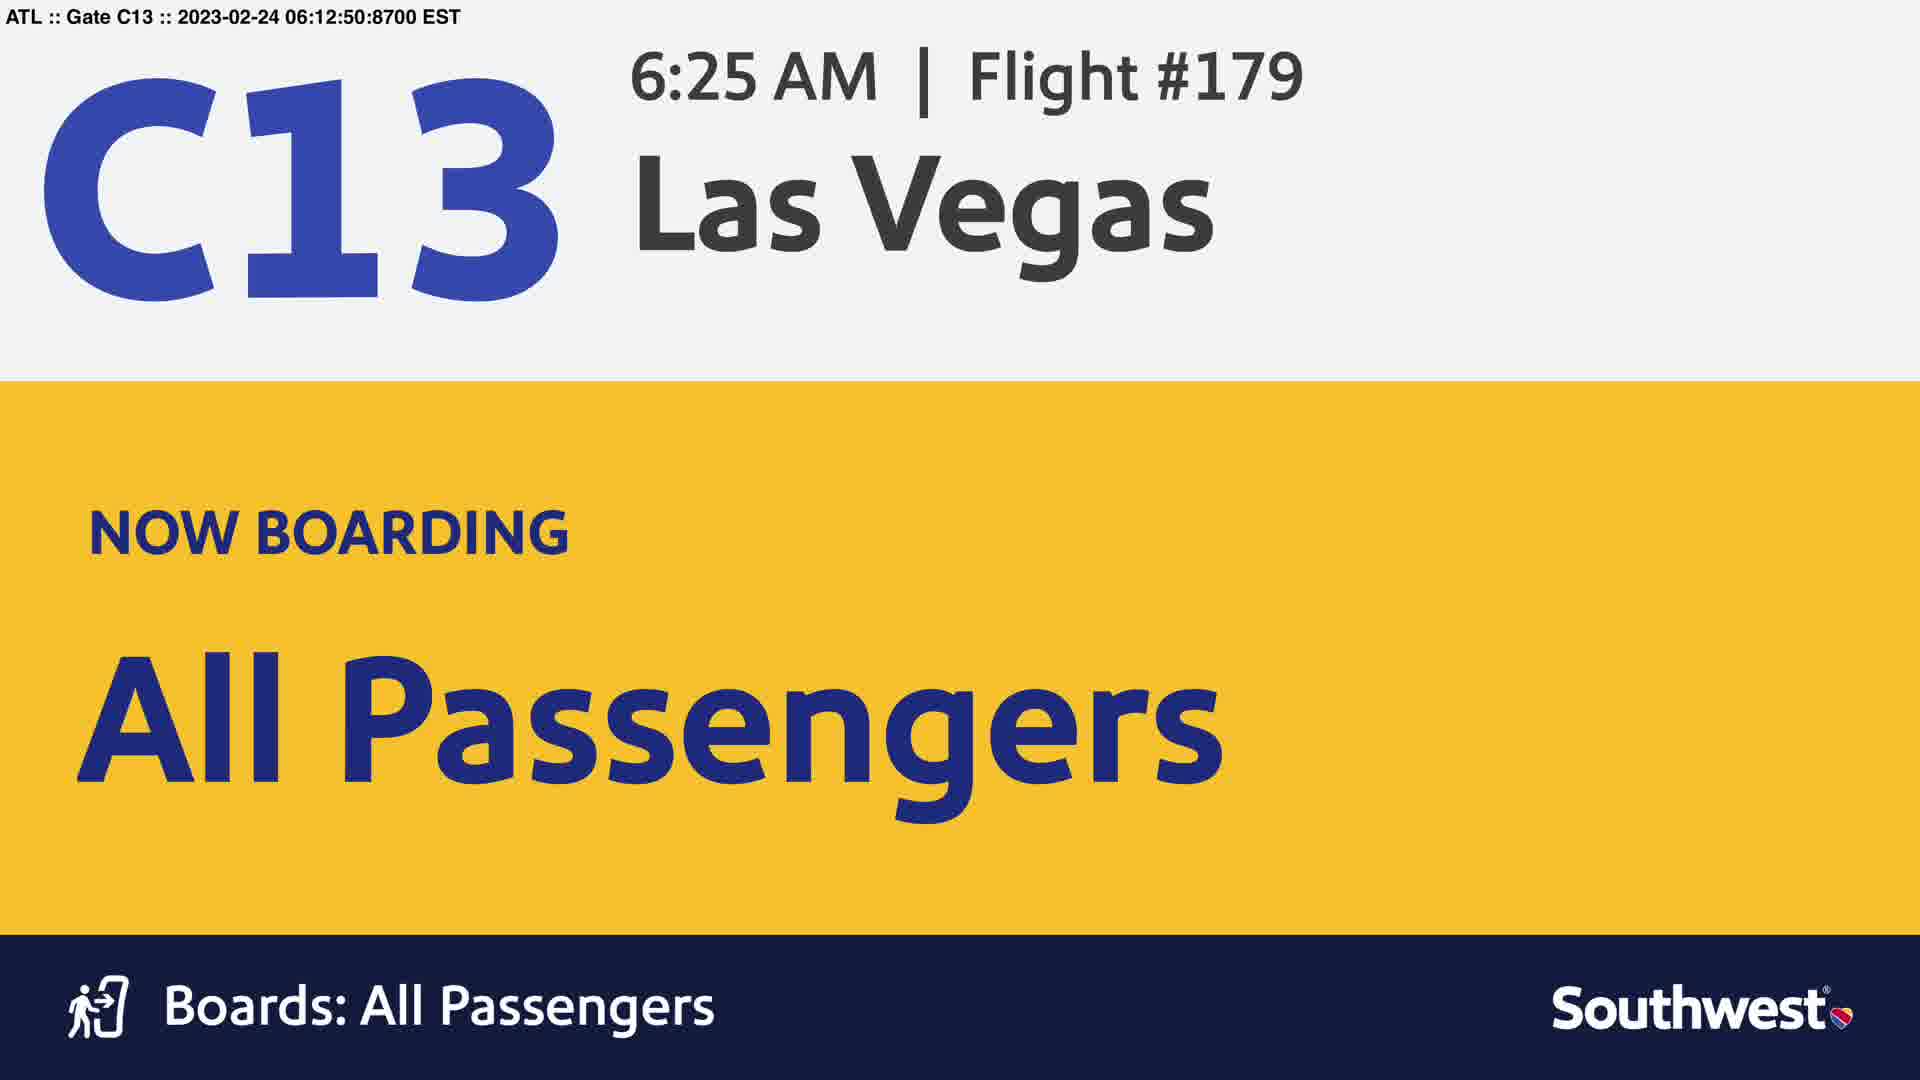 ATL :: Gate C13 :: 2023-02-24 06:12:50:8700 EST
C13
6:25 AM | Flight #179
Las Vegas
NOW BOARDING
All Passengers
Boards: All Passengers
Southwest®